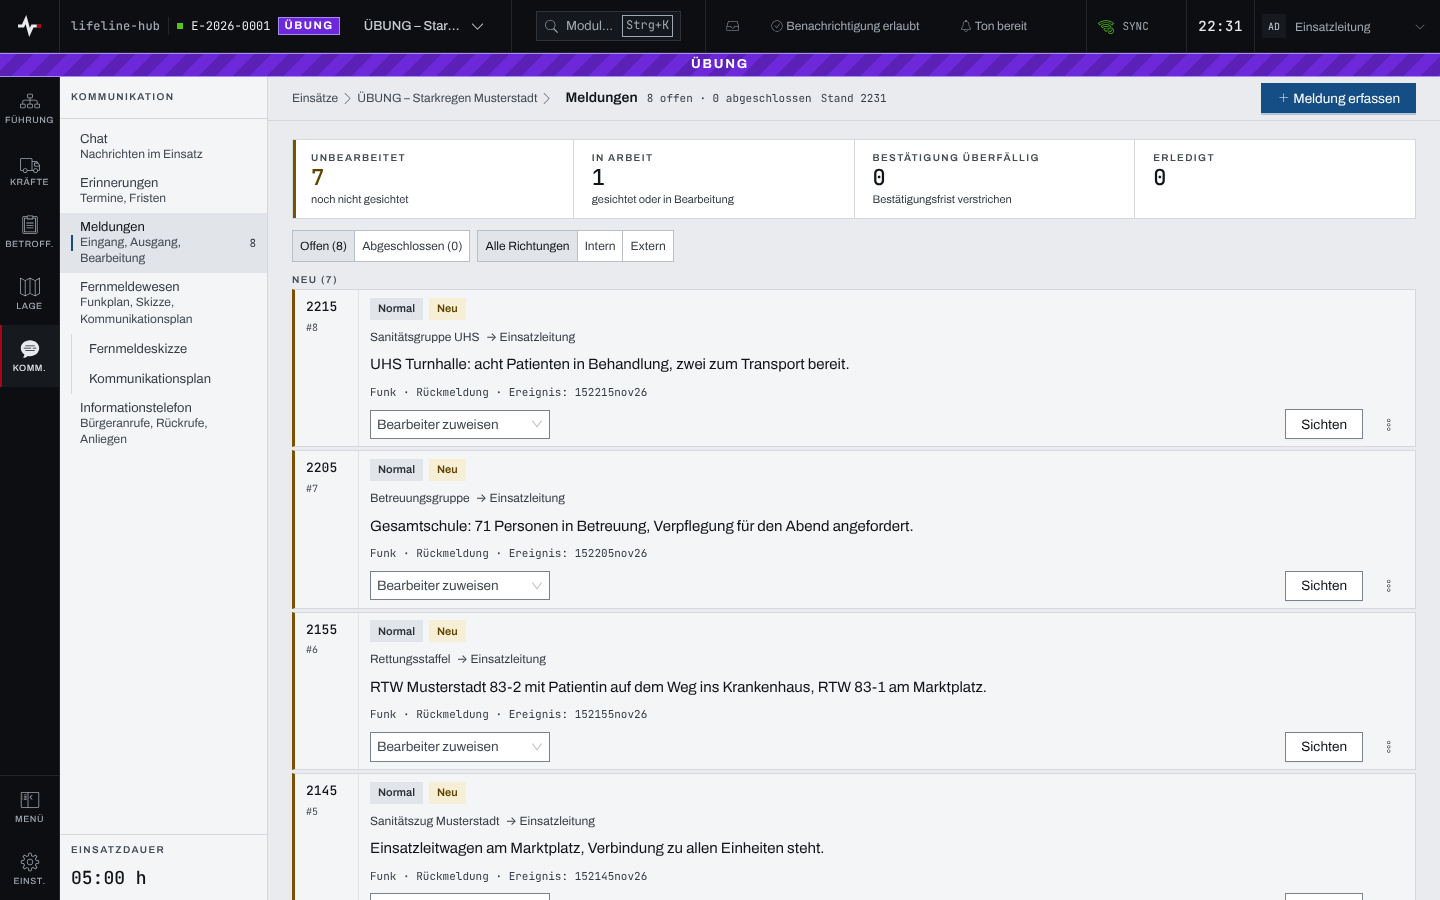 lifeline-hub E-2026-0001 ÜBUNG ÜBUNG – Star... Modul... Strg+K Benachrichtigung erlaubt Ton bereit SYNC 22:31 AD Einsatzleitung
ÜBUNG
FÜHRUNG
KRÄFTE
BETROFF.
LAGE
KOMM.
MENÜ
EINST.
KOMMUNIKATION
Chat
Nachrichten im Einsatz
Erinnerungen
Termine, Fristen
Meldungen
Eingang, Ausgang, 8
Bearbeitung
Fernmeldewesen
Funkplan, Skizze,
Kommunikationsplan
Fernmeldeskizze
Kommunikationsplan
Informationstelefon
Bürgeranrufe, Rückrufe,
Anliegen
EINSATZDAUER
05:00 h
Einsätze ÜBUNG – Starkregen Musterstadt Meldungen 8 offen · 0 abgeschlossen Stand 2231 + Meldung erfassen
UNBEARBEITET
7
noch nicht gesichtet
IN ARBEIT
1
gesichtet oder in Bearbeitung
BESTÄTIGUNG ÜBERFÄLLIG
0
Bestätigungsfrist verstrichen
ERLEDIGT
0
Offen (8) Abgeschlossen (0) Alle Richtungen Intern Extern
NEU (7)
2215 Normal Neu
#8
Sanitätsgruppe UHS → Einsatzleitung
UHS Turnhalle: acht Patienten in Behandlung, zwei zum Transport bereit.
Funk · Rückmeldung · Ereignis: 152215nov26
Bearbeiter zuweisen Sichten
2205 Normal Neu
#7
Betreuungsgruppe → Einsatzleitung
Gesamtschule: 71 Personen in Betreuung, Verpflegung für den Abend angefordert.
Funk · Rückmeldung · Ereignis: 152205nov26
Bearbeiter zuweisen Sichten
2155 Normal Neu
#6
Rettungsstaffel → Einsatzleitung
RTW Musterstadt 83-2 mit Patientin auf dem Weg ins Krankenhaus, RTW 83-1 am Marktplatz.
Funk · Rückmeldung · Ereignis: 152155nov26
Bearbeiter zuweisen Sichten
2145 Normal Neu
#5
Sanitätszug Musterstadt → Einsatzleitung
Einsatzleitwagen am Marktplatz, Verbindung zu allen Einheiten steht.
Funk · Rückmeldung · Ereignis: 152145nov26